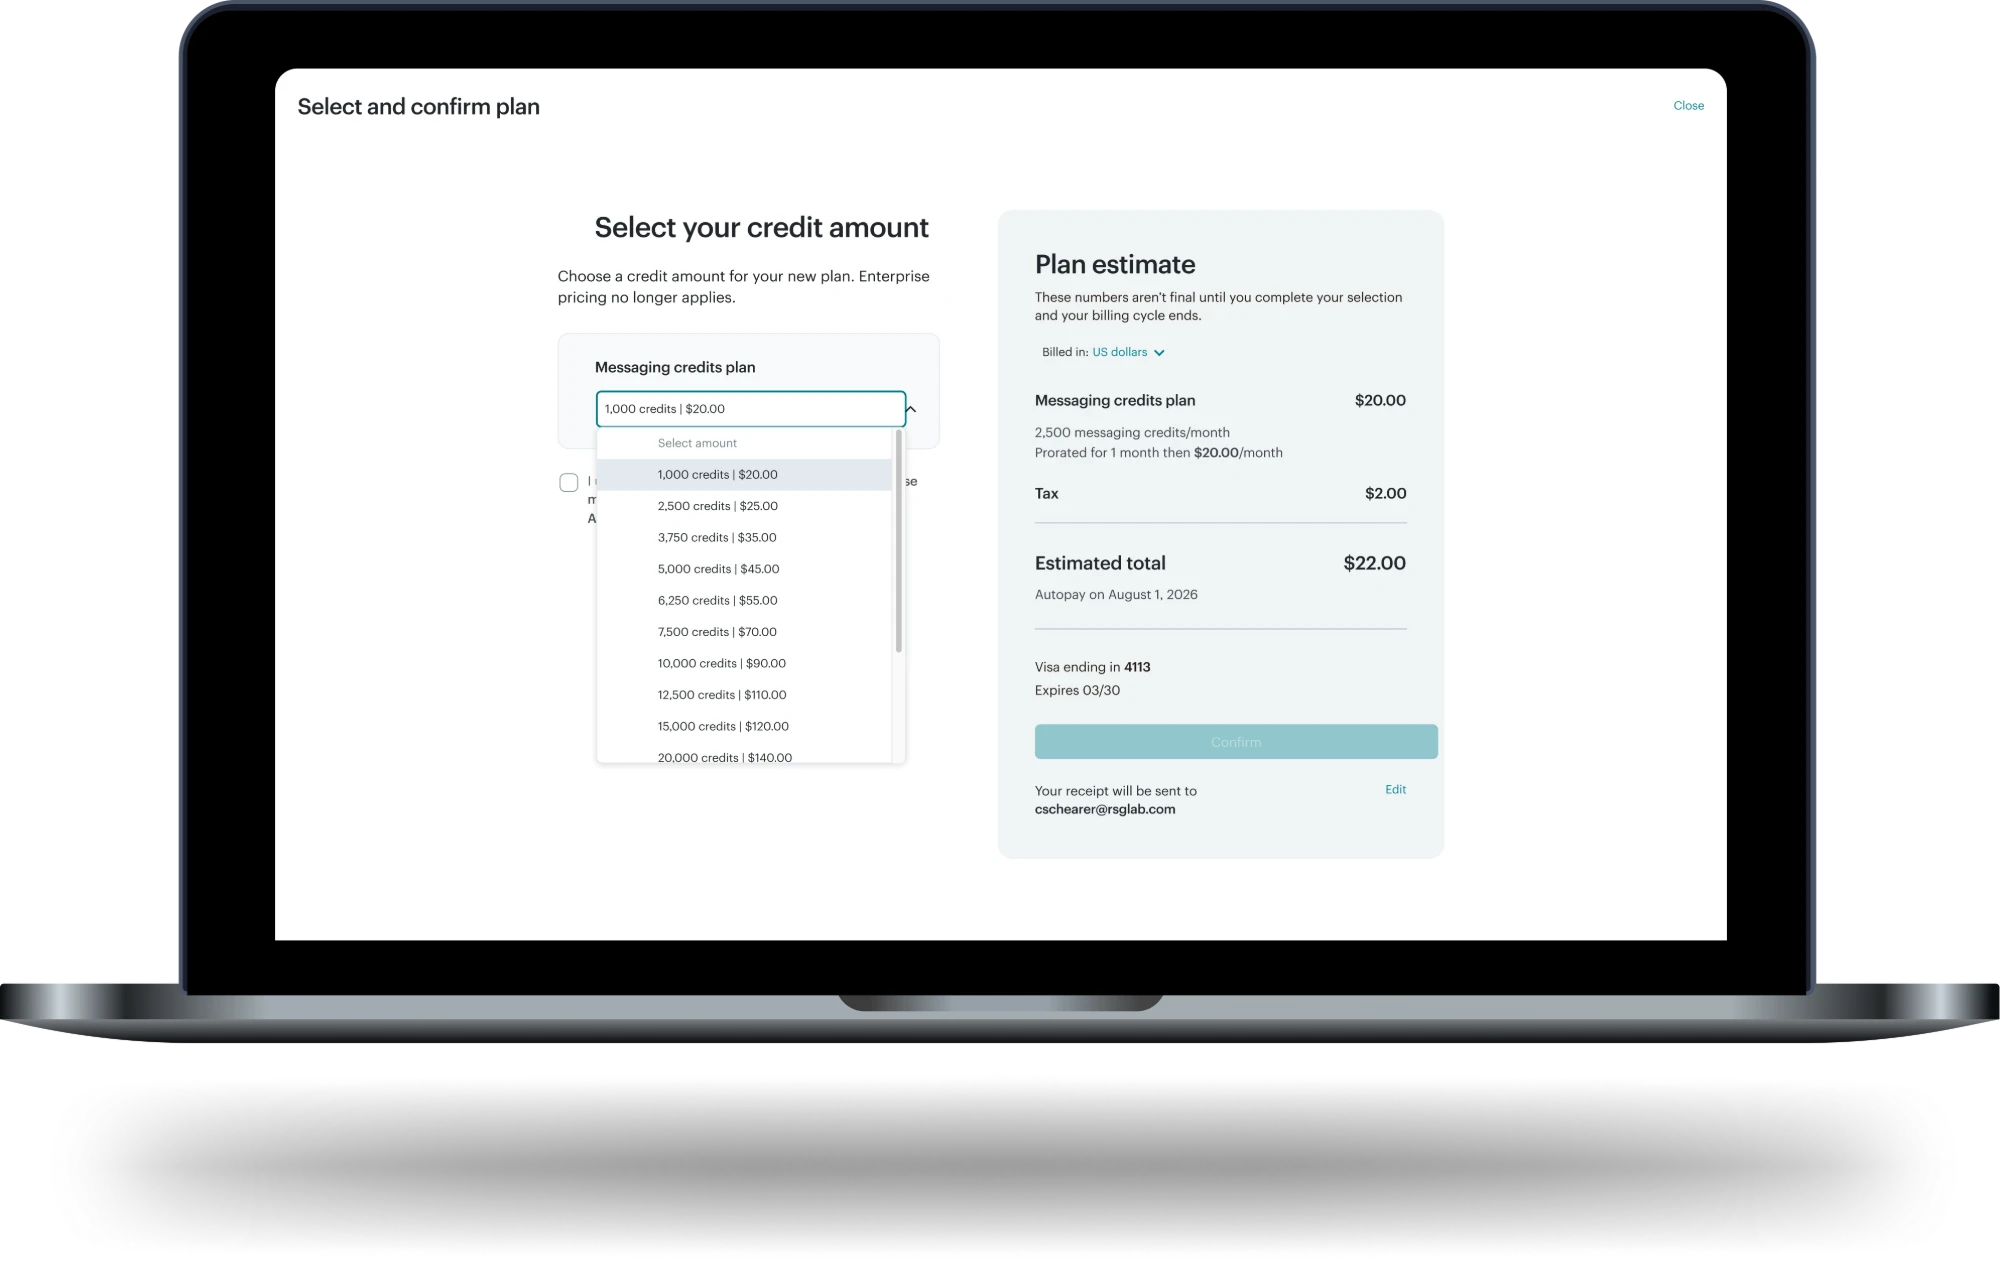 Select and confirm plan
Close
Select your credit amount
Choose a credit amount for your new plan. Enterprise
pricing no longer applies.
Messaging credits plan
1,000 credits | $20.00
Select amount
1,000 credits | $20.00
2,500 credits | $25.00
3,750 credits | $35.00
5,000 credits | $45.00
6,250 credits | $55.00
7,500 credits | $70.00
10,000 credits | $90.00
12,500 credits | $110.00
15,000 credits | $120.00
20,000 credits | $140.00
I
Plan estimate
These numbers aren't final until you complete your selection
and your billing cycle ends.
Billed in: US dollars
Messaging credits plan $20.00
2,500 messaging credits/month
Prorated for 1 month then $20.00/month
Tax $2.00
Estimated total $22.00
Autopay on August 1, 2026
Visa ending in 4113
Expires 03/30
Confirm
Your receipt will be sent to Edit
cschearer@rsglab.com